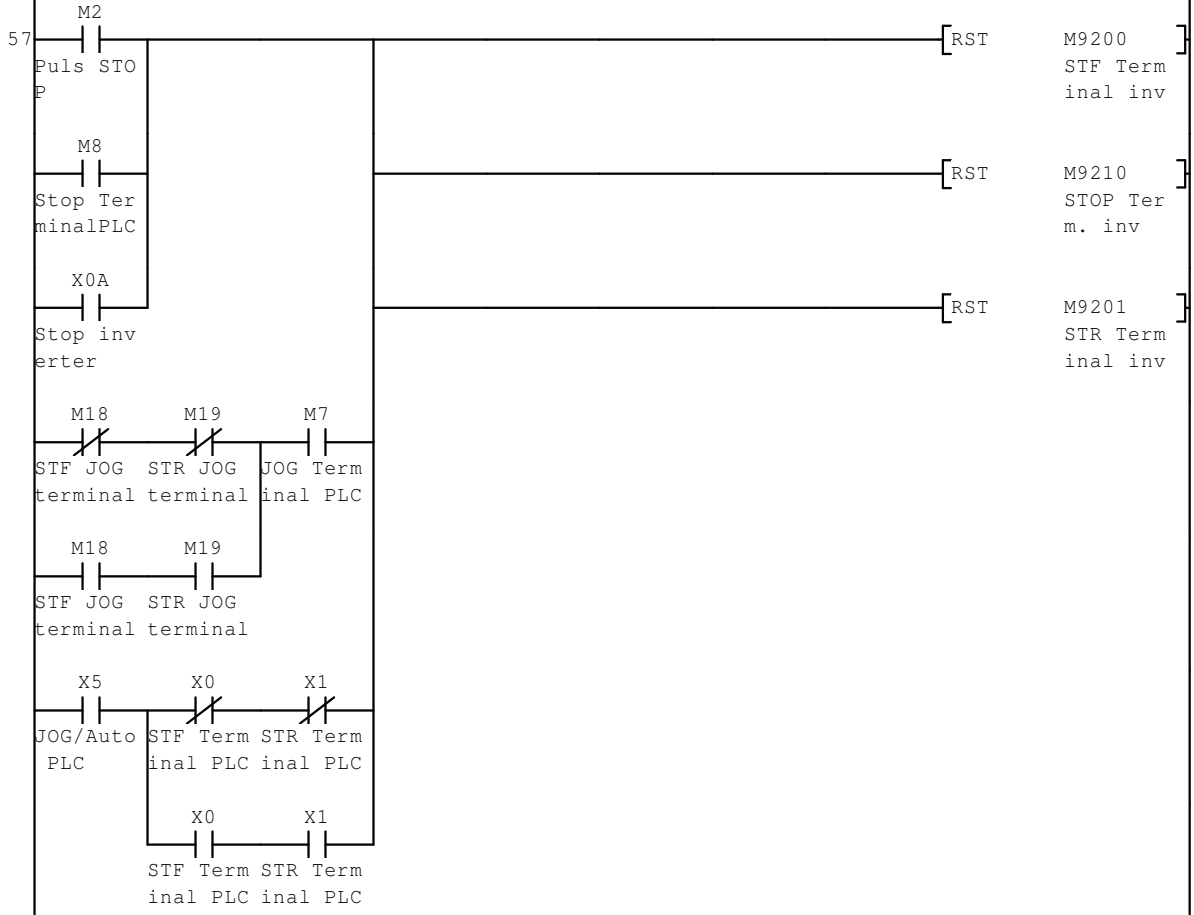 M2
57
RST M9200
Puls STO
P
STF Term
inal inv
M8
RST M9210
Stop Ter
minalPLC
STOP Ter
m. inv
X0A
RST M9201
Stop inv
erter
STR Term
inal inv
M18 M19 M7
STF JOG STR JOG JOG Term
terminal terminal inal PLC
M18 M19
STF JOG STR JOG
terminal terminal
X5 X0 X1
JOG/Auto STF Term STR Term
PLC inal PLC inal PLC
X0 X1
STF Term STR Term
inal PLC inal PLC